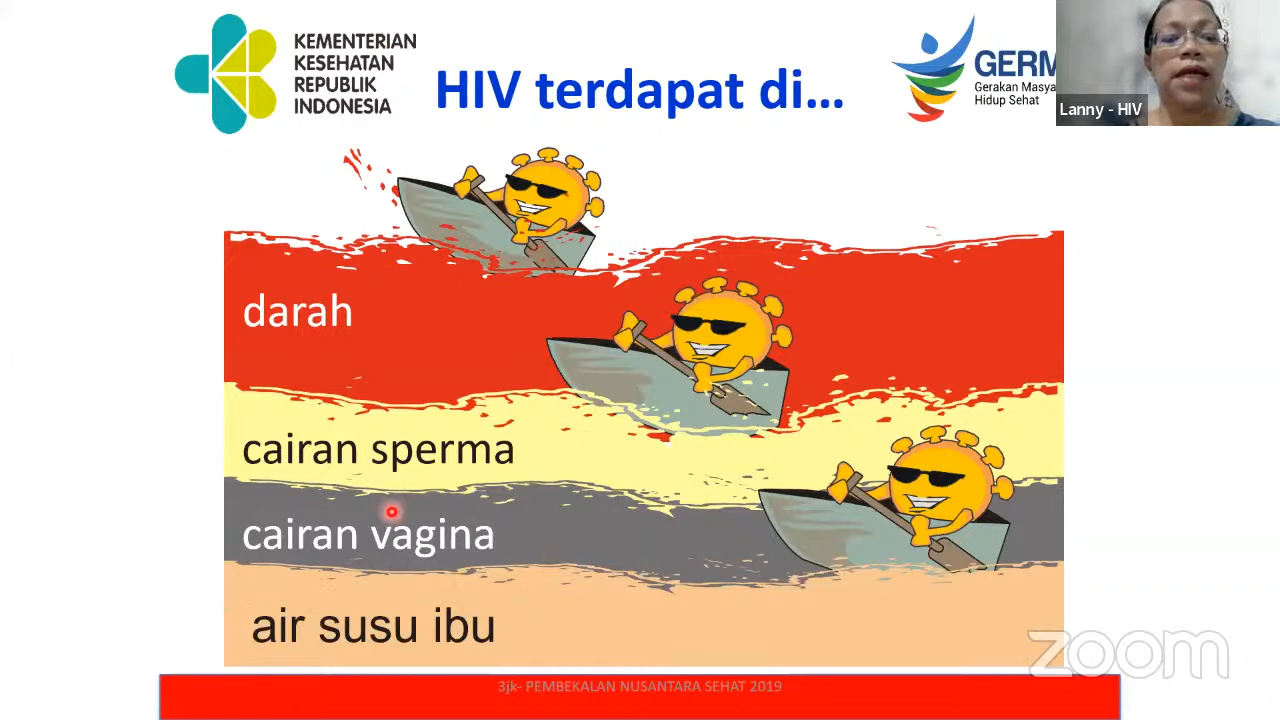 KEMENTERIAN
KESEHATAN
REPUBLIK
INDONESIA
HIV terdapat di...
GERM
Gerakan Masya
Hidup Sehat
Lanny - HIV
darah
cairan sperma
cairan vagina
air susu ibu
zoom
3jk- PEMBEKALAN NUSANTARA SEHAT 2019